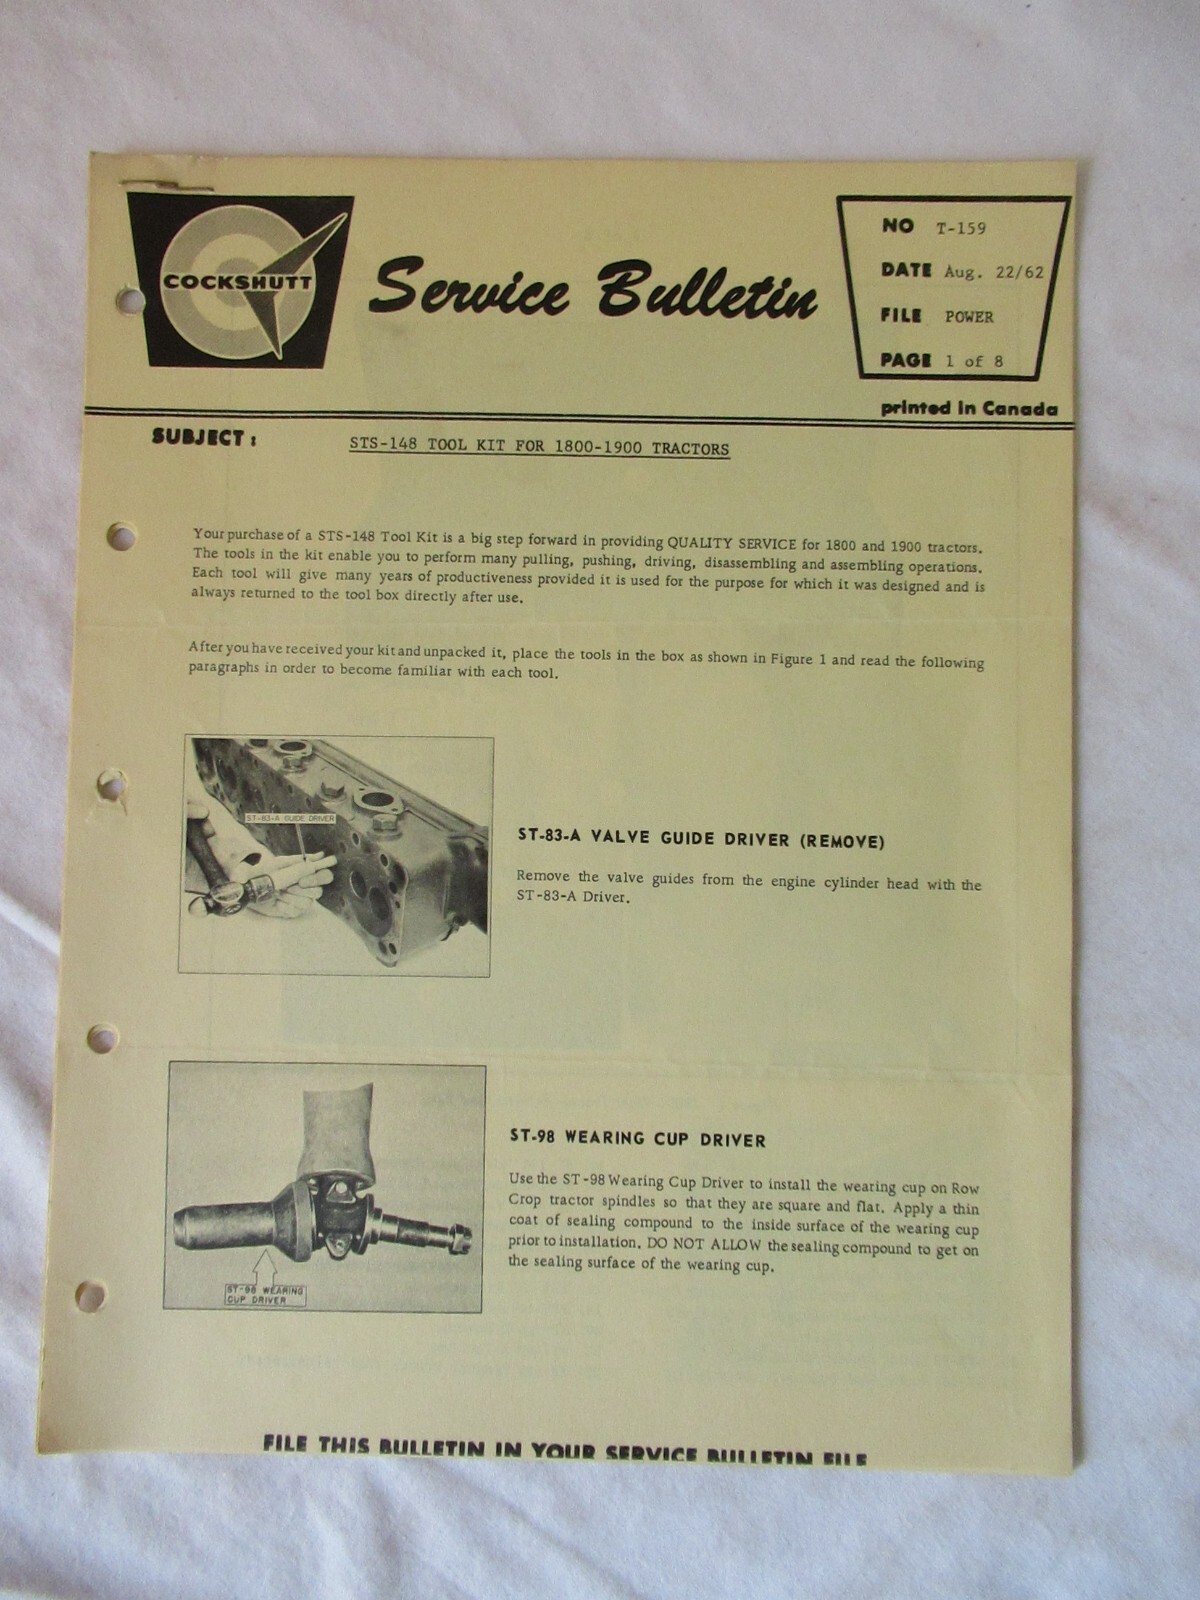 COCKSHUTT
Service Bulletin
NO T-159
DATE Aug. 22/62
FILE POWER
PAGE 1 of 8
printed in Canada
SUBJECT: STS-148 TOOL KIT FOR 1800-1900 TRACTORS
Your purchase of a STS-148 Tool Kit is a big step forward in providing QUALITY SERVICE for 1800 and 1900 tractors.
The tools in the kit enable you to perform many pulling, pushing, driving, disassembling and assembling operations.
Each tool will give many years of productiveness provided it is used for the purpose for which it was designed and is
always returned to the tool box directly after use.
After you have received your kit and unpacked it, place the tools in the box as shown in Figure 1 and read the following
paragraphs in order to become familiar with each tool.
ST-83-A GUIDE DRIVER
ST-83-A VALVE GUIDE DRIVER (REMOVE)
Remove the valve guides from the engine cylinder head with the
ST-83-A Driver.
ST-98 WEARING
CUP DRIVER
ST-98 WEARING CUP DRIVER
Use the ST-98 Wearing Cup Driver to install the wearing cup on Row
Crop tractor spindles so that they are square and flat. Apply a thin
coat of sealing compound to the inside surface of the wearing cup
prior to installation. DO NOT ALLOW the sealing compound to get on
the sealing surface of the wearing cup.
FILE THIS BULLETIN IN YOUR SERVICE BULLETIN FILE